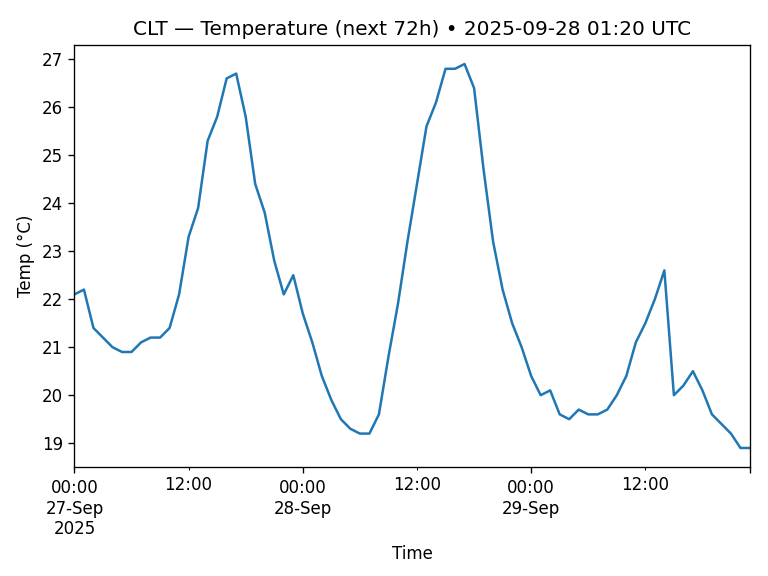 CLT — Temperature (next 72h) • 2025-09-28 01:20 UTC
27
26
25
24
23
22
21
20
19
Temp (°C)
00:00 12:00 00:00 12:00 00:00 12:00
27-Sep 28-Sep 29-Sep
2025
Time